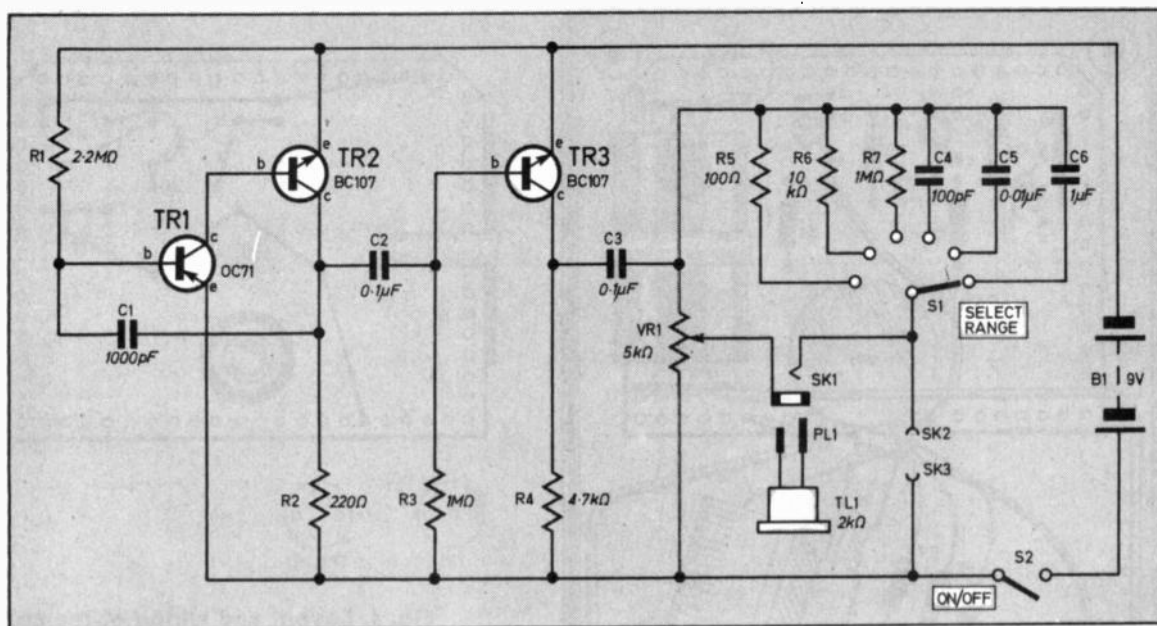 R1
2·2MΩ
TR1
b
c
e
OC71
C1
1000pF
b
e
c
TR2
BC107
C2
0·1µF
R2
220Ω
R3
1MΩ
b
e
c
TR3
BC107
C3
0·1µF
R4
4·7kΩ
VR1
5kΩ
R5
100Ω
R6
10
kΩ
R7
1MΩ
C4
100pF
C5
0·01µF
C6
1µF
S1
SELECT
RANGE
SK1
PL1
TL1
2kΩ
SK2
SK3
B1
9V
S2
ON/OFF